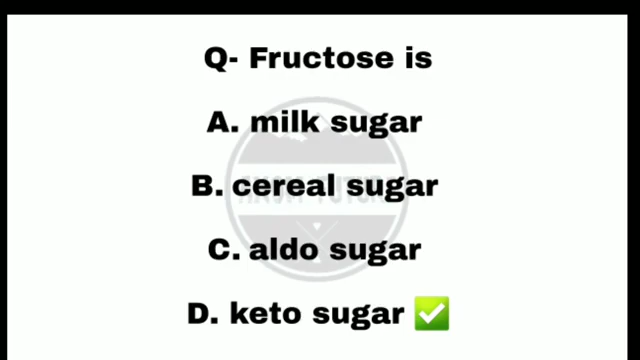 Q- Fructose is
A. milk sugar
B. cereal sugar
C. aldo sugar
D. keto sugar ✅